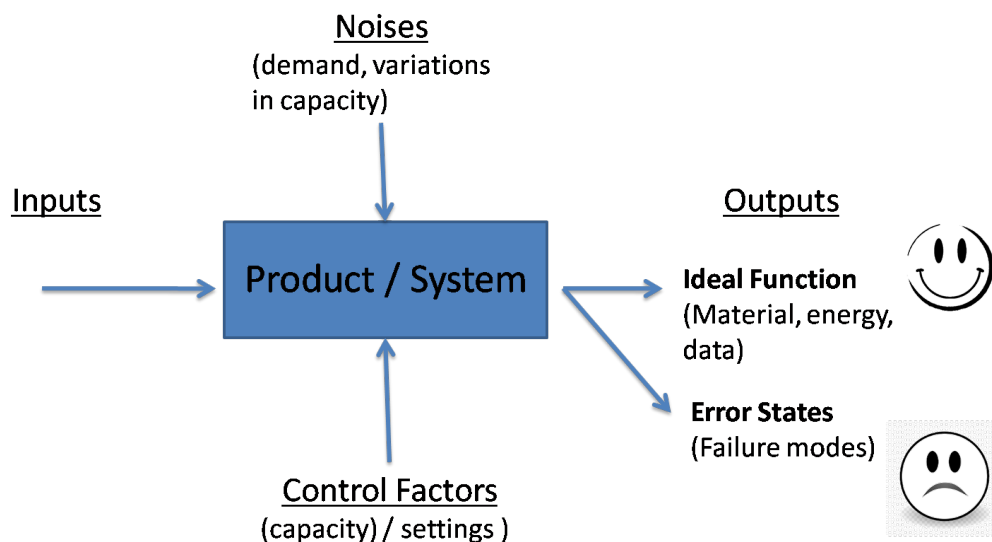 Noises
(demand, variations
in capacity)
Inputs
Outputs
Product / System
Ideal Function
(Material, energy,
data)
Error States
(Failure modes)
Control Factors
(capacity) / settings )